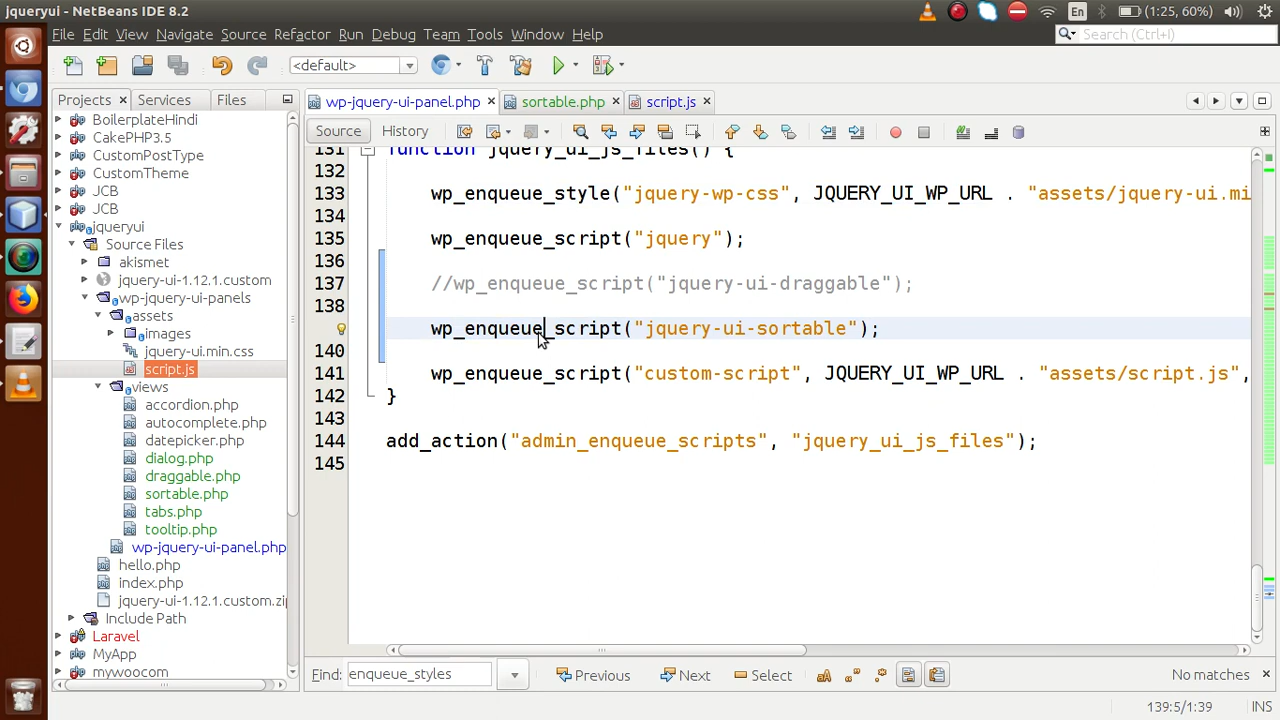 jqueryui - NetBeans IDE 8.2
En
(1:25, 60%)
File Edit View Navigate Source Refactor Run Debug Team Tools Window Help
Search (Ctrl+I)
<default>
Projects
Services
Files
BoilerplateHindi
CakePHP3.5
CustomPostType
CustomTheme
JCB
JCB
jqueryui
Source Files
akismet
jquery-ui-1.12.1.custom
wp-jquery-ui-panels
assets
images
jquery-ui.min.css
script.js
views
accordion.php
autocomplete.php
datepicker.php
dialog.php
draggable.php
sortable.php
tabs.php
tooltip.php
wp-jquery-ui-panel.php
hello.php
index.php
jquery-ui-1.12.1.custom.zi
Include Path
Laravel
MyApp
mywoocom
wp-jquery-ui-panel.php
sortable.php
script.js
Source
History
131 function jquery_ui_js_files() {
132
133 wp_enqueue_style("jquery-wp-css", JQUERY_UI_WP_URL . "assets/jquery-ui.mi
134
135 wp_enqueue_script("jquery");
136
137 //wp_enqueue_script("jquery-ui-draggable");
138
wp_enqueue_script("jquery-ui-sortable");
140
141 wp_enqueue_script("custom-script", JQUERY_UI_WP_URL . "assets/script.js",
142 }
143
144 add_action("admin_enqueue_scripts", "jquery_ui_js_files");
145
Find: enqueue_styles
Previous
Next
Select
No matches
139:5/1:39
INS